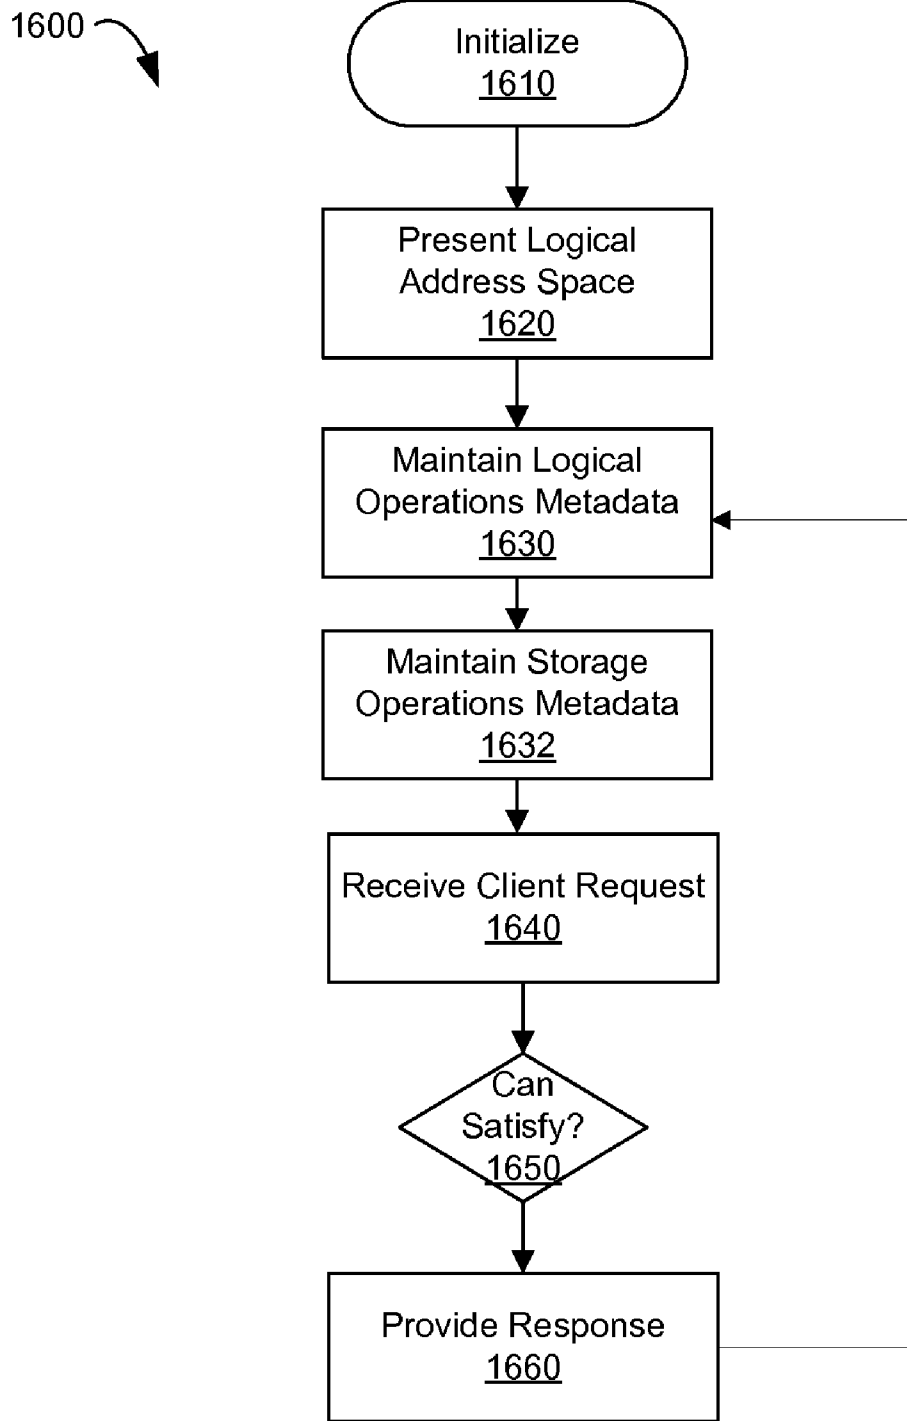 1600
Initialize
1610
Present Logical
Address Space
1620
Maintain Logical
Operations Metadata
1630
Maintain Storage
Operations Metadata
1632
Receive Client Request
1640
Can
Satisfy?
1650
Provide Response
1660